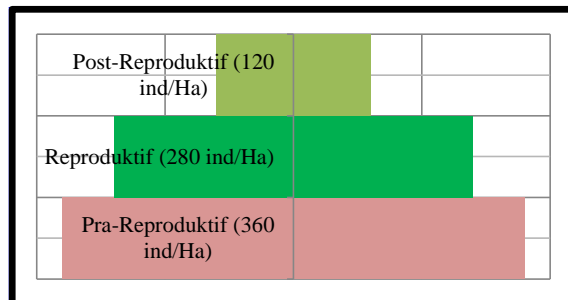 Post-Reproduktif (120
ind/Ha)
Reproduktif (280 ind/Ha)
Pra-Reproduktif (360
ind/Ha)